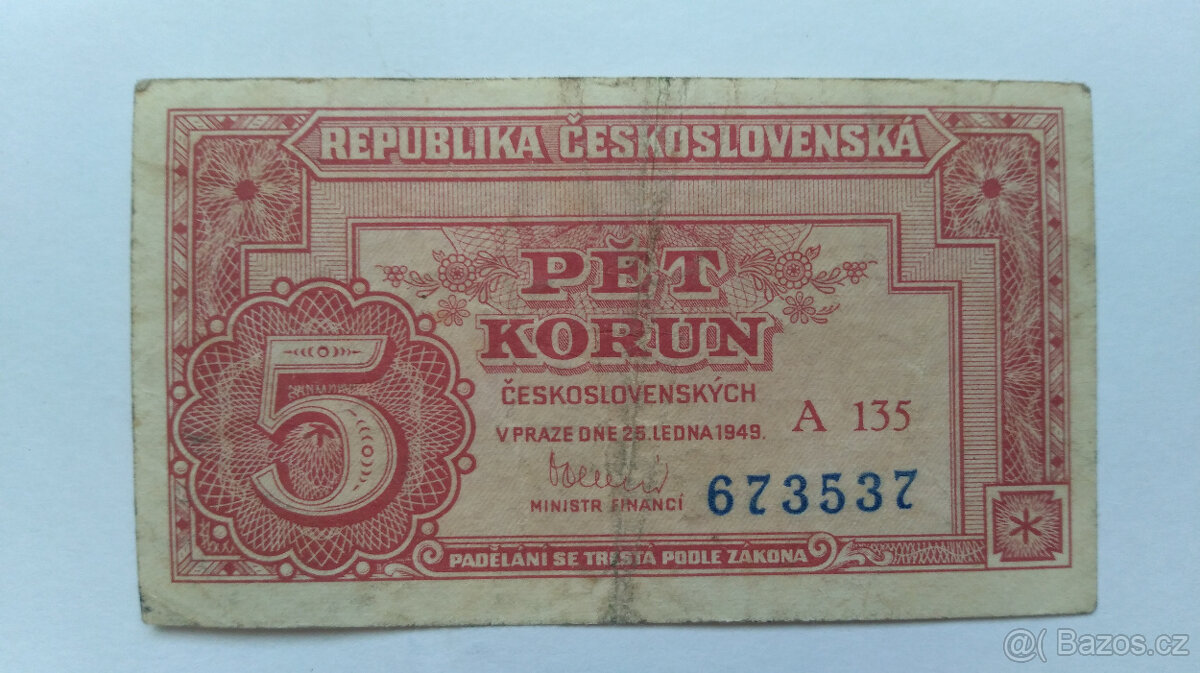 REPUBLIKA ČESKOSLOVENSKÁ
PĚT
KORUN
ČESKOSLOVENSKÝCH
V PRAZE DNE 25. LEDNA 1949.
A 135
MINISTR FINANCÍ
673537
5
PADĚLÁNÍ SE TRESTÁ PODLE ZÁKONA
Bazos.cz